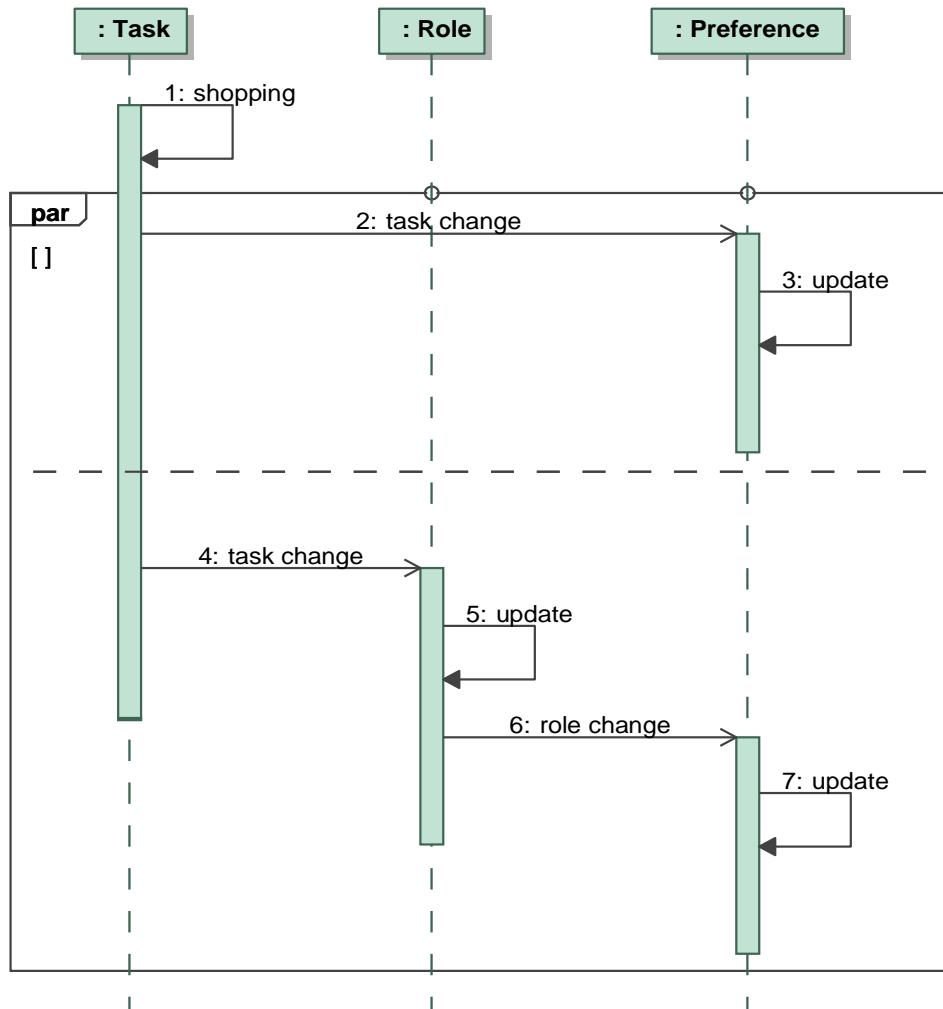 : Task
: Role
: Preference
1: shopping
par
2: task change
[ ]
3: update
4: task change
5: update
6: role change
7: update